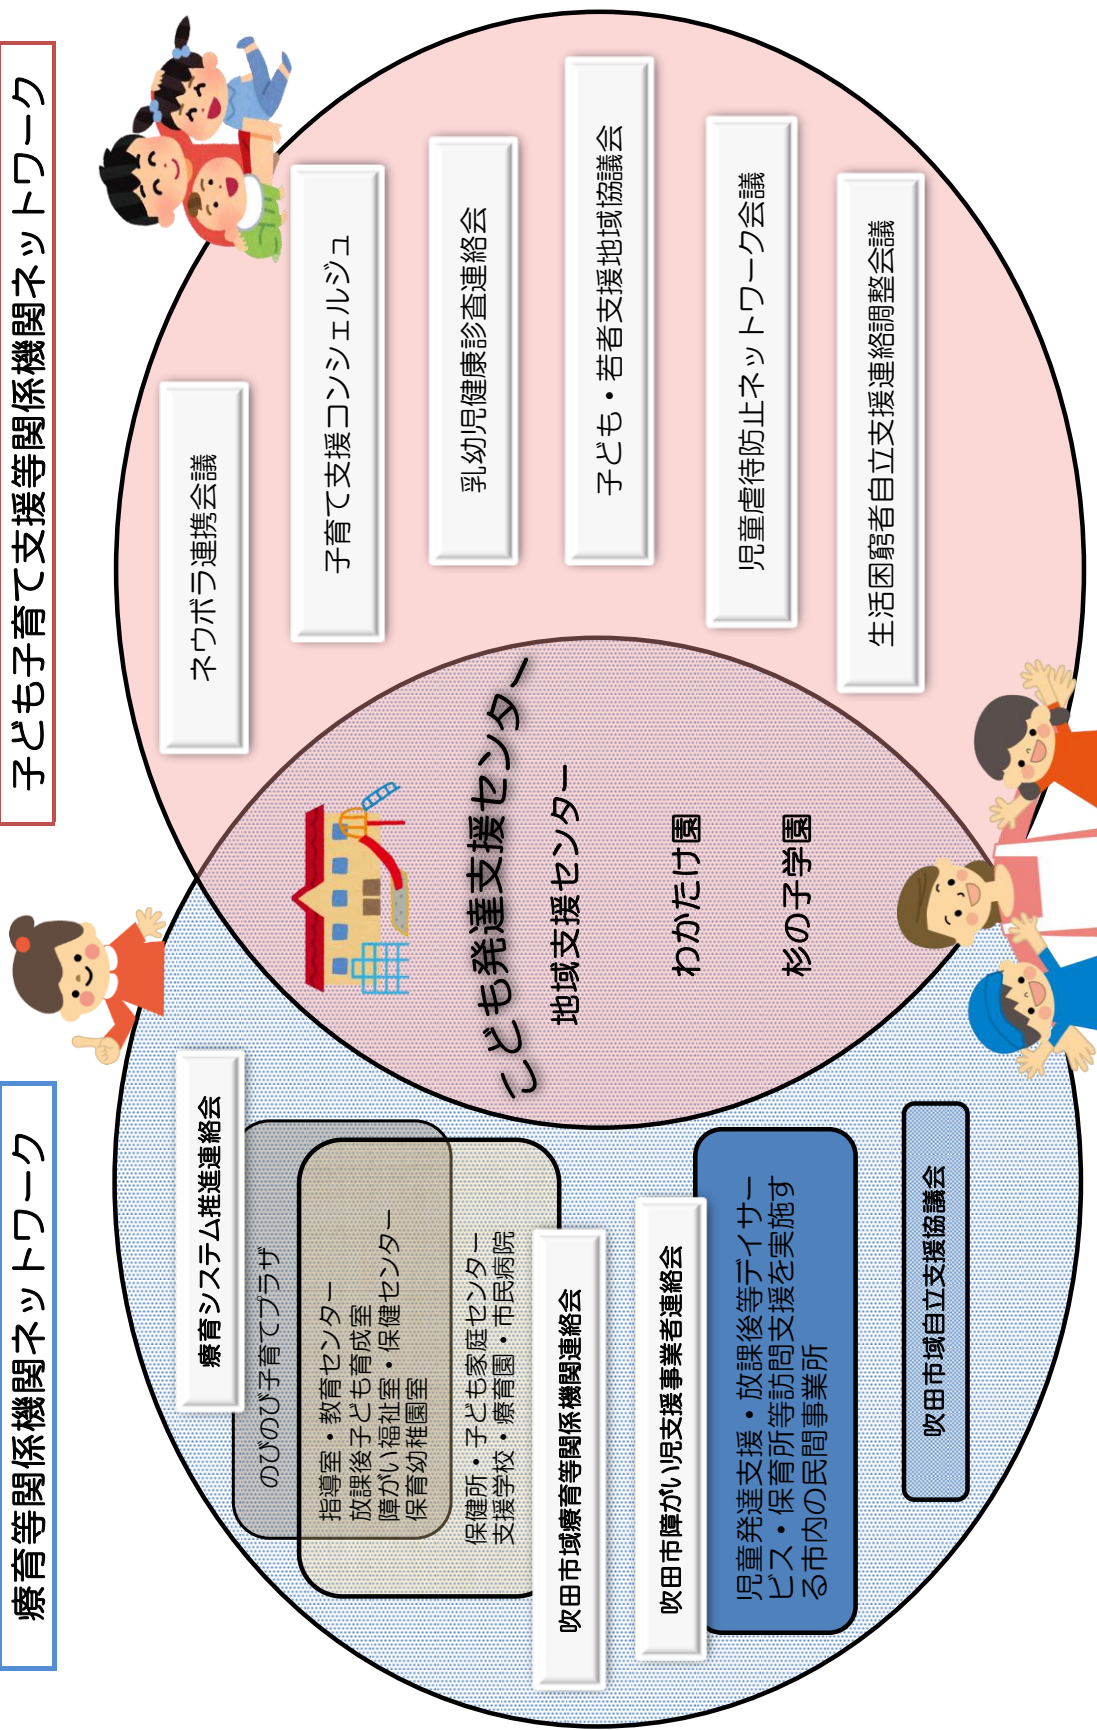 療育等関係機関ネットワーク
子ども子育て支援等関係機関ネットワーク
療育システム推進連絡会
のびのび子育てプラザ
指導室・教育センター
放課後子ども育成室
障がい福祉室・保健センター
保育幼稚園室
保健所・子ども家庭センター
支援学校・療育園・市民病院
吹田市域療育等関係機関連絡会
吹田市障がい児支援事業者連絡会
児童発達支援・放課後等デイサー
ビス・保育所等訪問支援を実施す
る市内の民間事業所
吹田市域自立支援協議会
こども発達支援センター
地域支援センター
わかたけ園
杉の子学園
ネウボラ連携会議
子育て支援コンシェルジュ
乳幼児健康診査連絡会
子ども・若者支援地域協議会
児童虐待防止ネットワーク会議
生活困窮者自立支援連絡調整会議